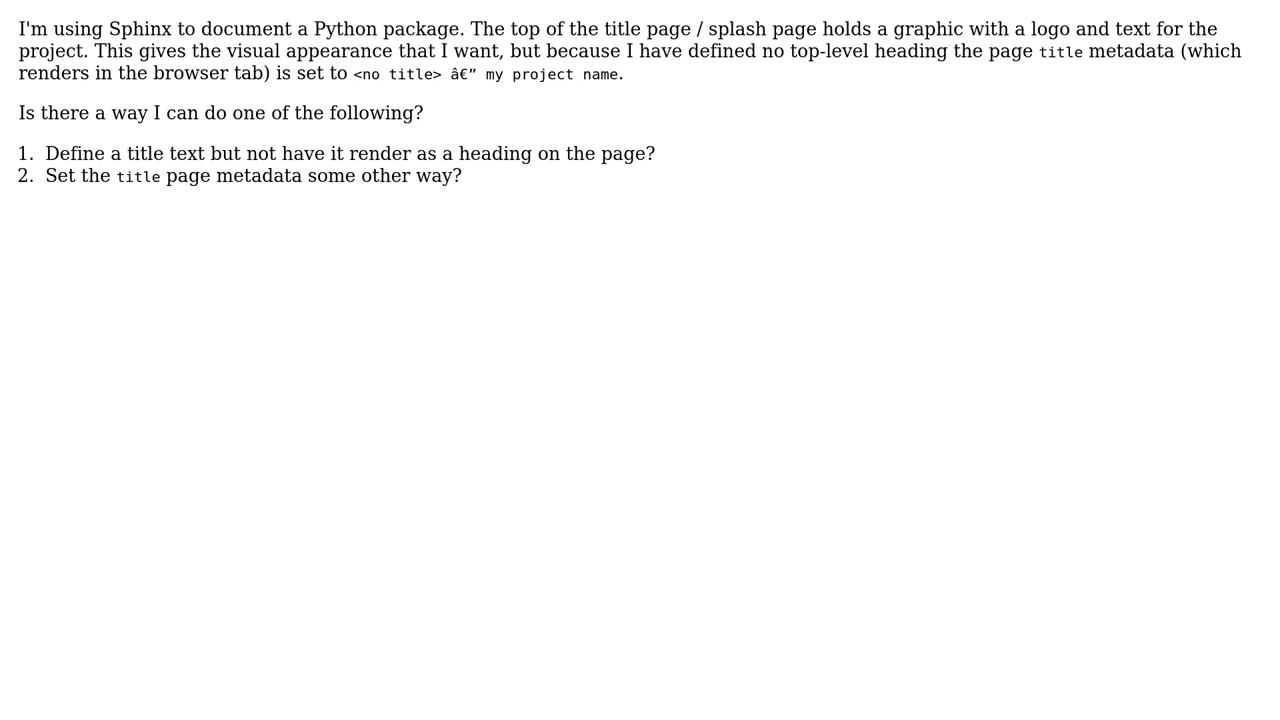 I'm using Sphinx to document a Python package. The top of the title page / splash page holds a graphic with a logo and text for the
project. This gives the visual appearance that I want, but because I have defined no top-level heading the page title metadata (which
renders in the browser tab) is set to <no title> â€” my project name.
Is there a way I can do one of the following?
1. Define a title text but not have it render as a heading on the page?
2. Set the title page metadata some other way?